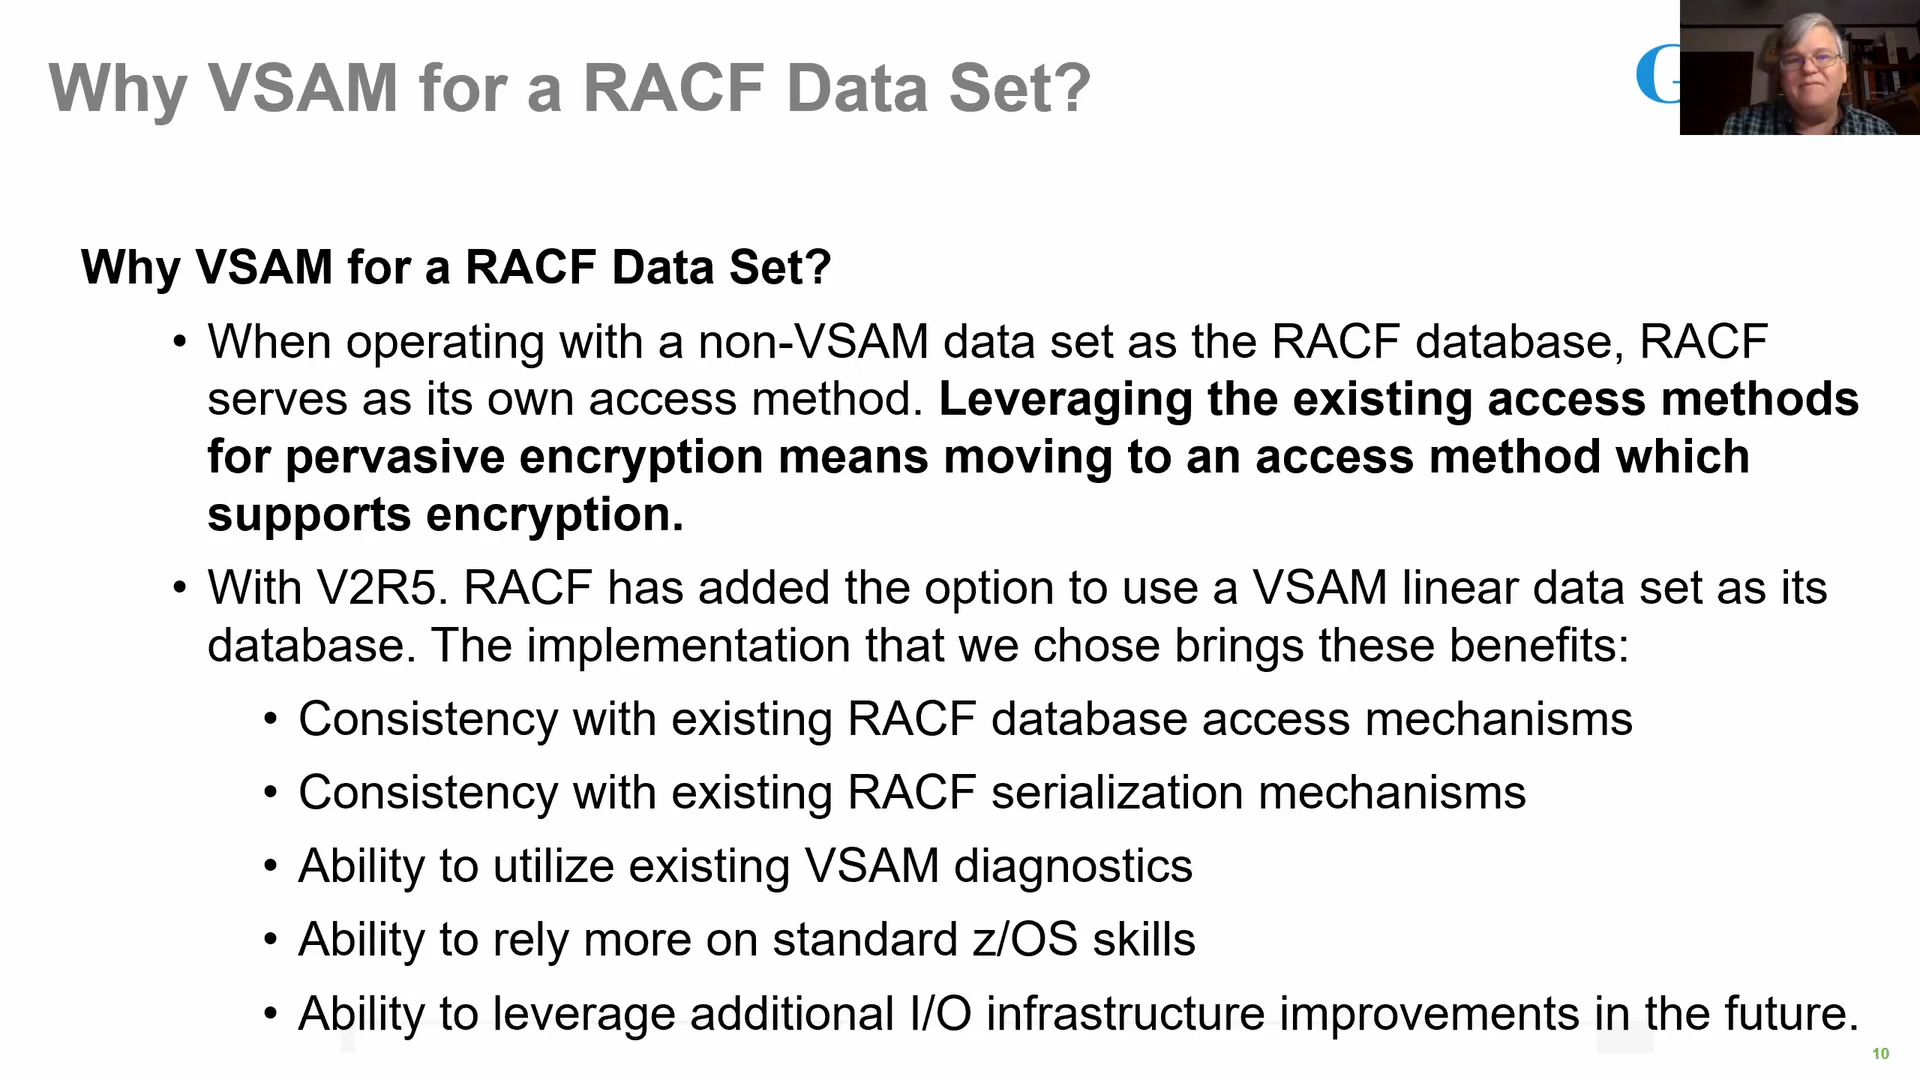 Why VSAM for a RACF Data Set?
G
Why VSAM for a RACF Data Set?
• When operating with a non-VSAM data set as the RACF database, RACF
serves as its own access method. Leveraging the existing access methods
for pervasive encryption means moving to an access method which
supports encryption.
• With V2R5. RACF has added the option to use a VSAM linear data set as its
database. The implementation that we chose brings these benefits:
• Consistency with existing RACF database access mechanisms
• Consistency with existing RACF serialization mechanisms
• Ability to utilize existing VSAM diagnostics
• Ability to rely more on standard z/OS skills
• Ability to leverage additional I/O infrastructure improvements in the future.
10